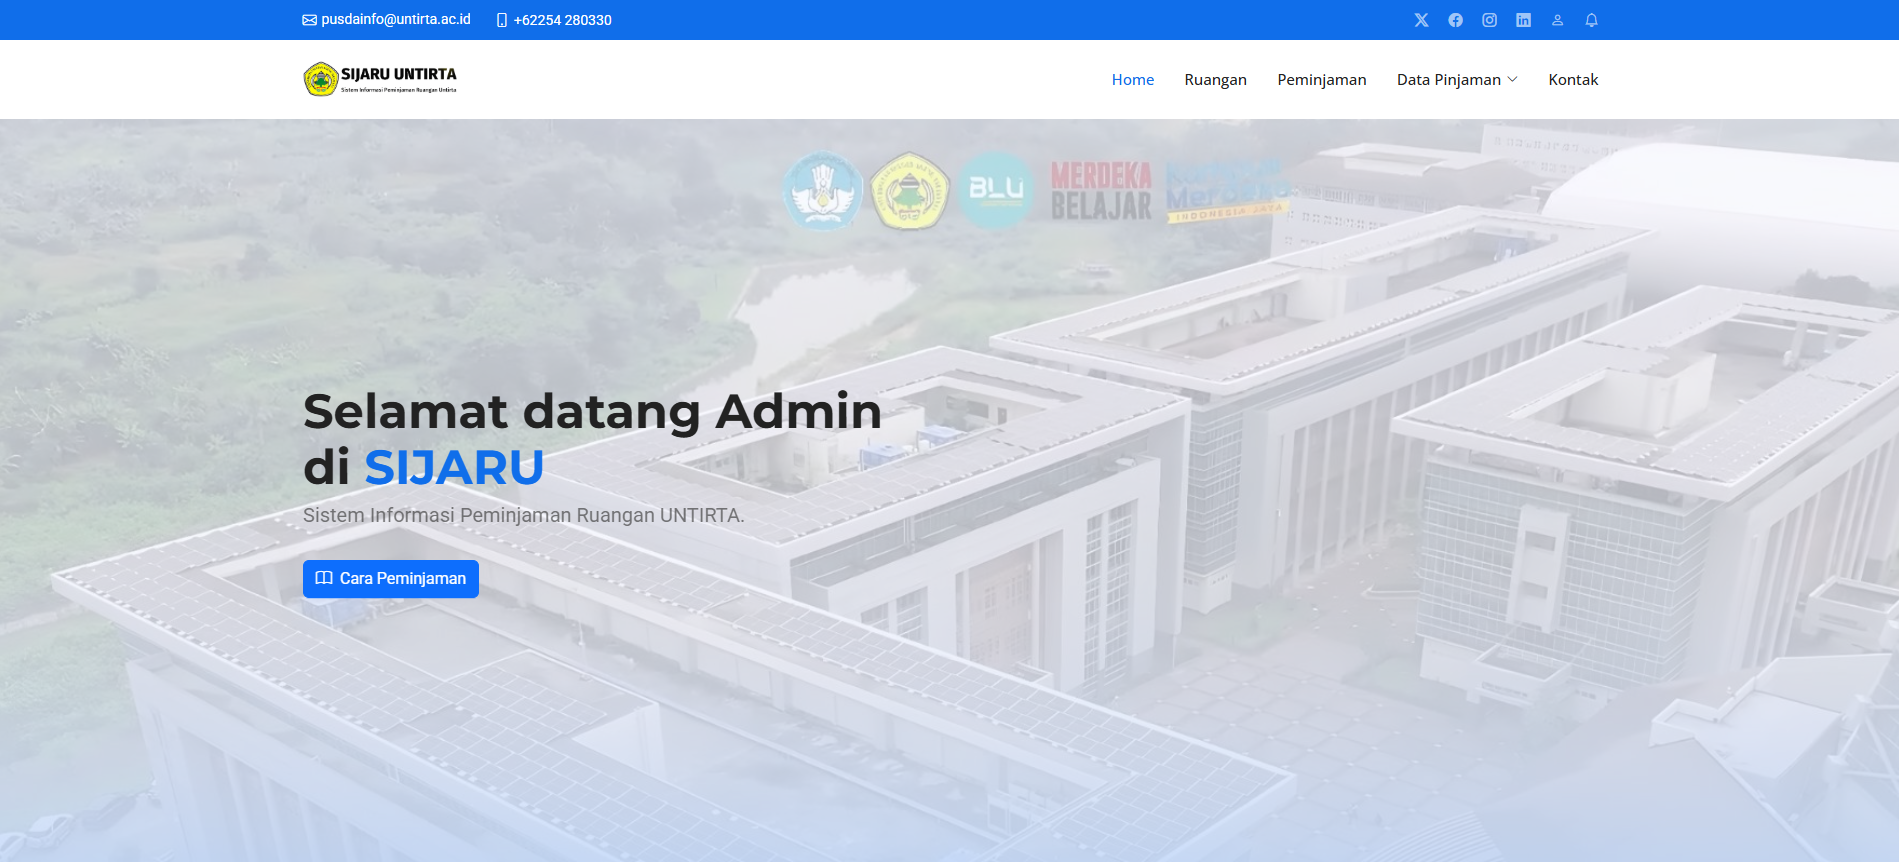 pusdainfo@untirta.ac.id +62254 280330
SIJARU UNTIRTA
Sistem Informasi Peminjaman Ruangan Untirta
Home Ruangan Peminjaman Data Pinjaman Kontak
BLU
MERDEKA
BELAJAR
Kampus
Merdeka
INDONESIA JAYA
Selamat datang Admin
di SIJARU
Sistem Informasi Peminjaman Ruangan UNTIRTA.
Cara Peminjaman